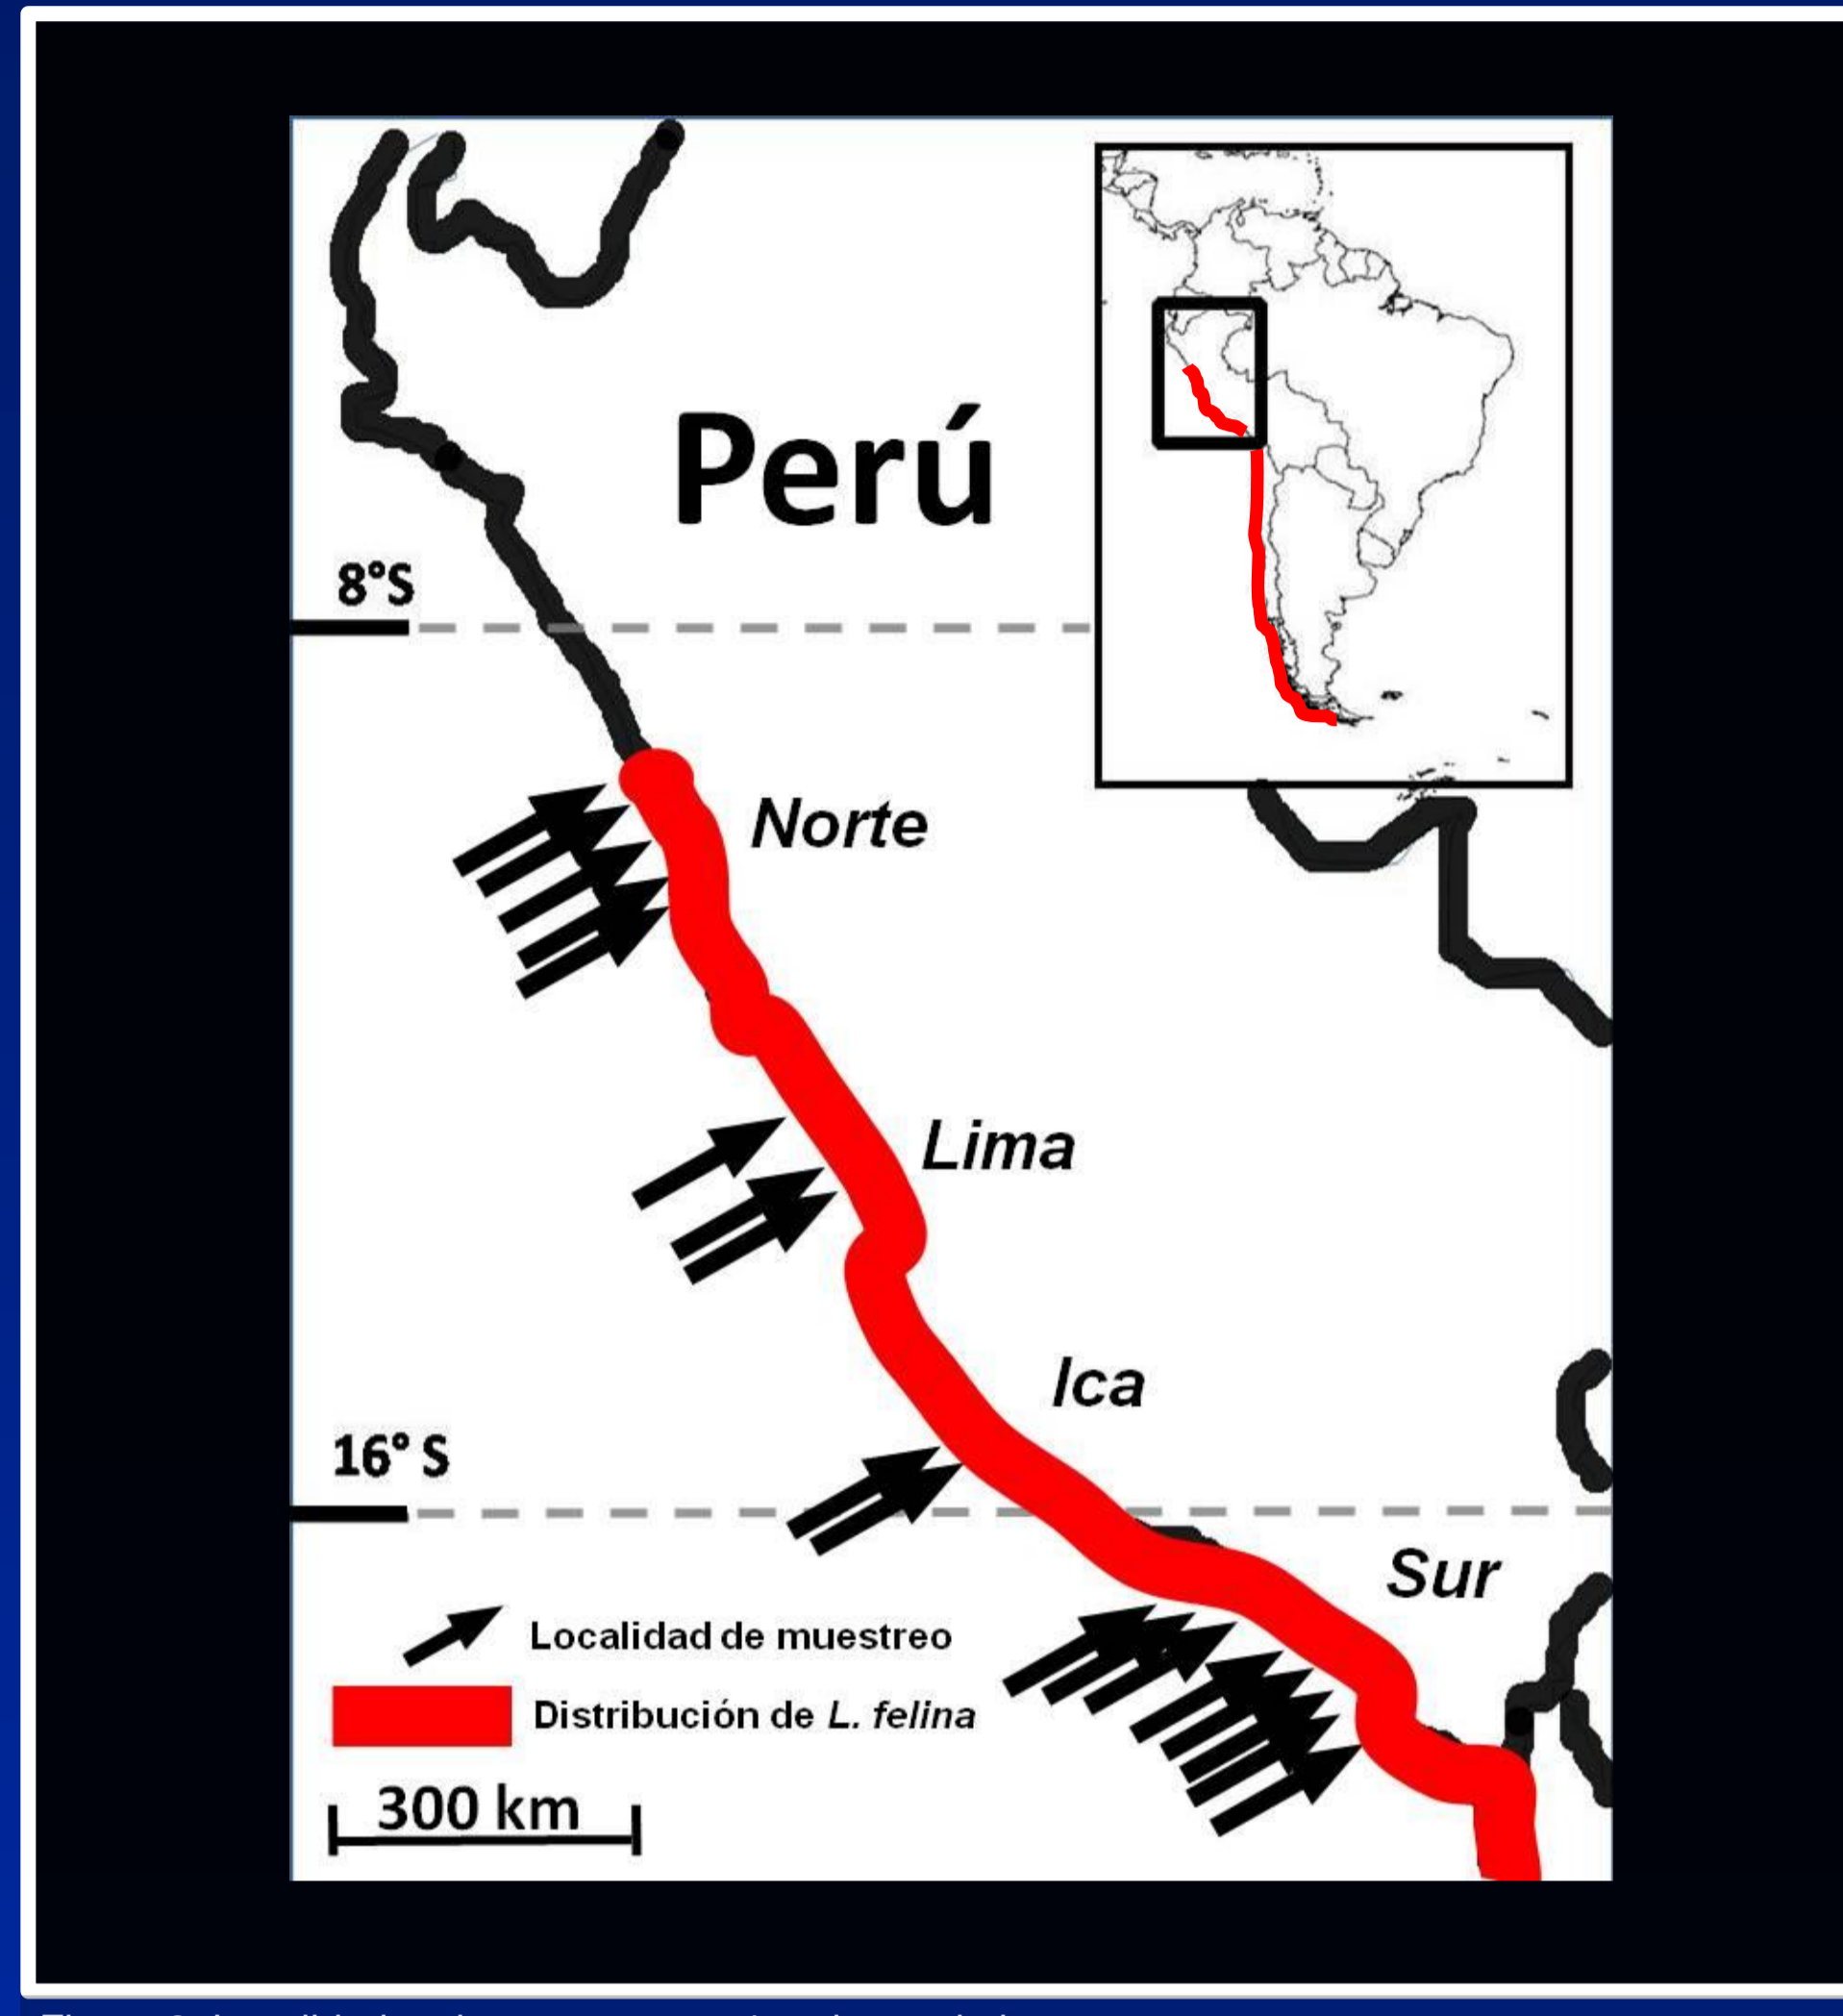 Perú
8°S
Norte
Lima
Ica
16° S
Sur
Localidad de muestreo
Distribución de L. felina
300 km